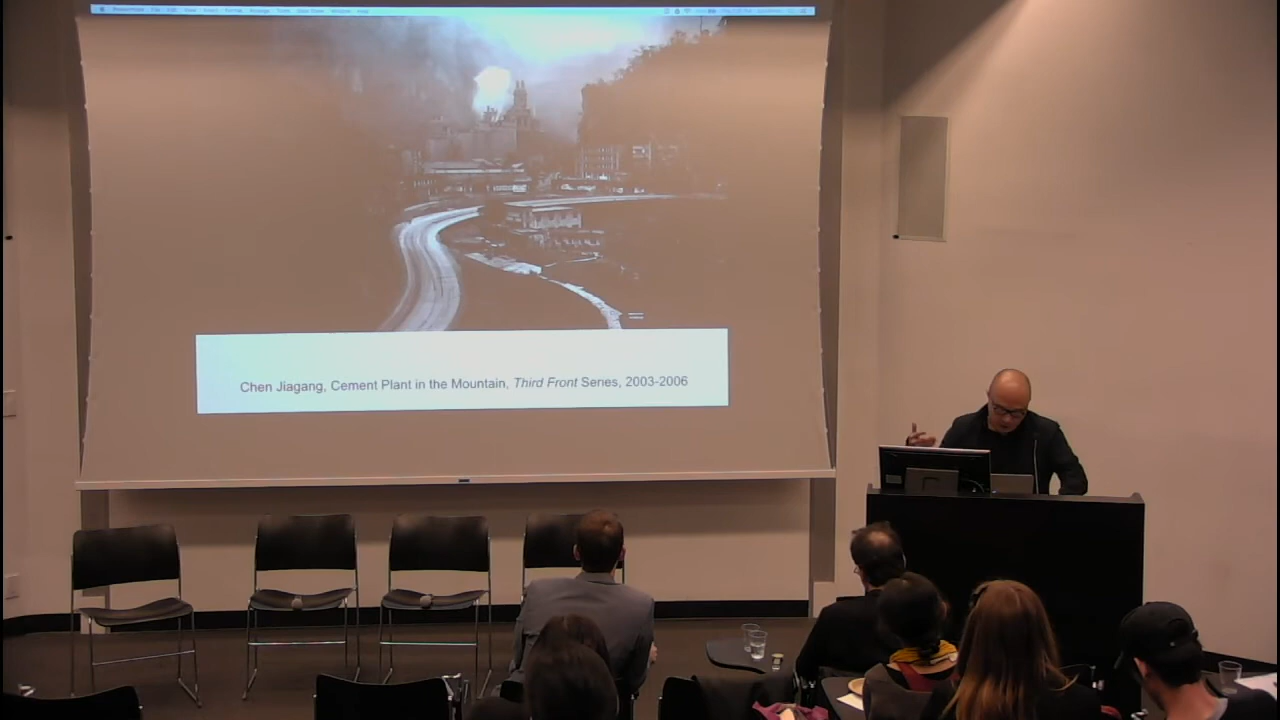 Chen Jiagang, Cement Plant in the Mountain, Third Front Series, 2003-2006